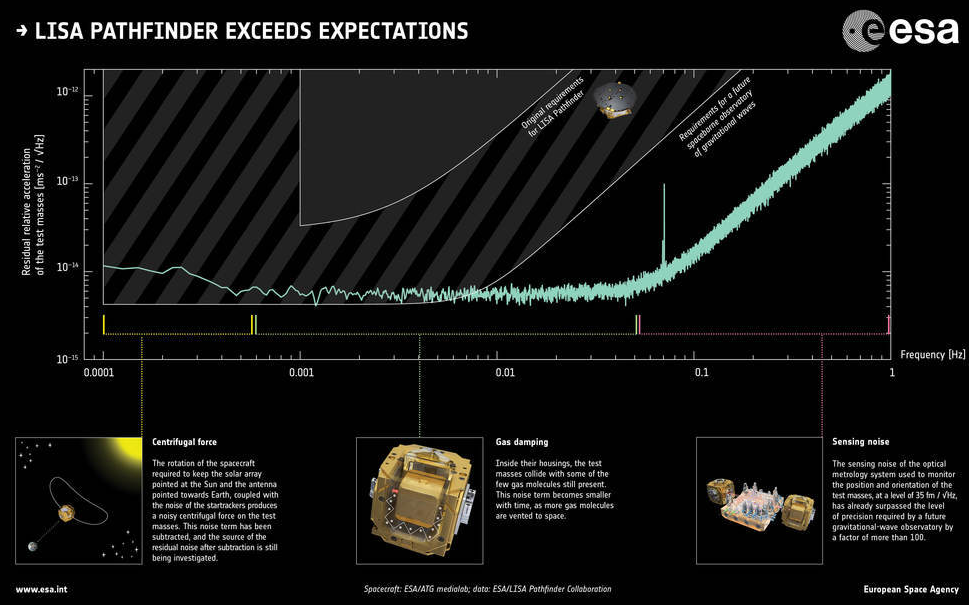 → LISA PATHFINDER EXCEEDS EXPECTATIONS
esa
Residual relative acceleration
of the test masses [ms⁻² / √Hz]
10⁻¹²
10⁻¹³
10⁻¹⁴
10⁻¹⁵
Original requirements
for LISA Pathfinder
Requirements for a future
spaceborne observatory
of gravitational waves
0.0001
0.001
0.01
0.1
1
Frequency [Hz]
Centrifugal force
The rotation of the spacecraft
required to keep the solar array
pointed at the Sun and the antenna
pointed towards Earth, coupled with
the noise of the startrackers produces
a noisy centrifugal force on the test
masses. This noise term has been
subtracted, and the source of the
residual noise after subtraction is still
being investigated.
Gas damping
Inside their housings, the test
masses collide with some of the
few gas molecules still present.
This noise term becomes smaller
with time, as more gas molecules
are vented to space.
Sensing noise
The sensing noise of the optical
metrology system used to monitor
the position and orientation of the
test masses, at a level of 35 fm / √Hz,
has already surpassed the level
of precision required by a future
gravitational-wave observatory by
a factor of more than 100.
www.esa.int
Spacecraft: ESA/ATG medialab; data: ESA/LISA Pathfinder Collaboration
European Space Agency